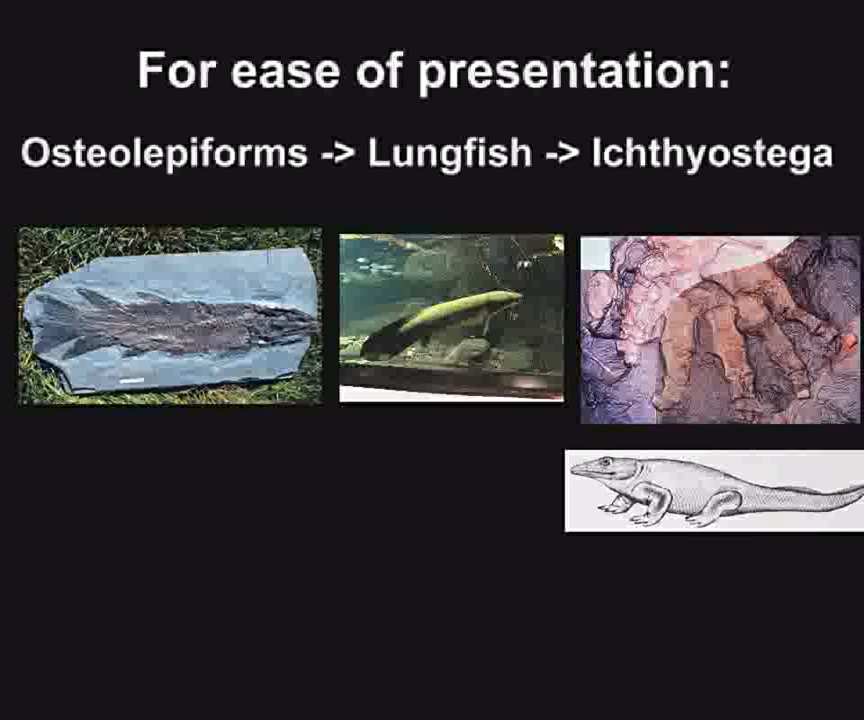 For ease of presentation:
Osteolepiforms -> Lungfish -> Ichthyostega